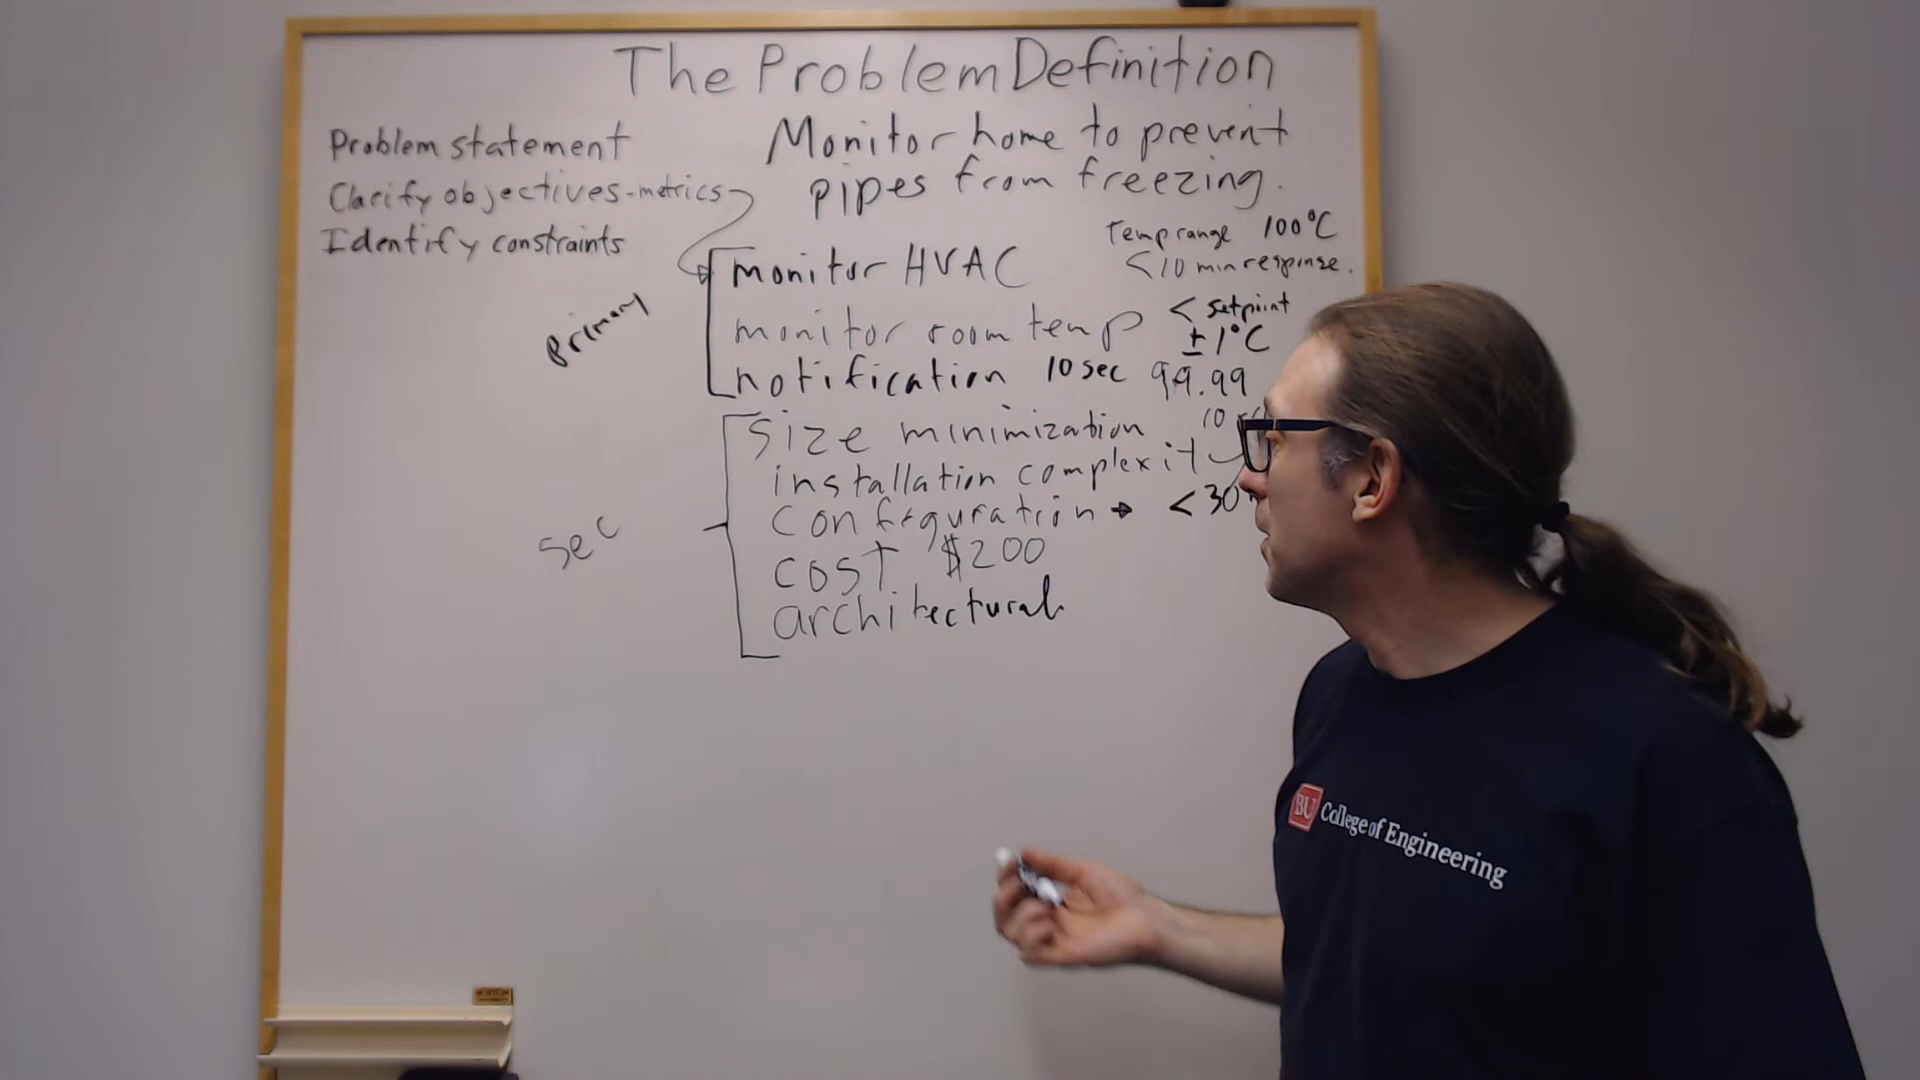 The Problem Definition
Problem statement
Clarify objectives-metrics
Identify constraints
Monitor home to prevent
pipes from freezing.
Primary
monitor HVAC
Temp range 100°C
<10 min response.
monitor room temp
< setpoint
± 1°C
notification 10 sec 99.99
sec
size minimization 10
installation complexit
configuration → <30
cost $200
architectural
BU College of Engineering